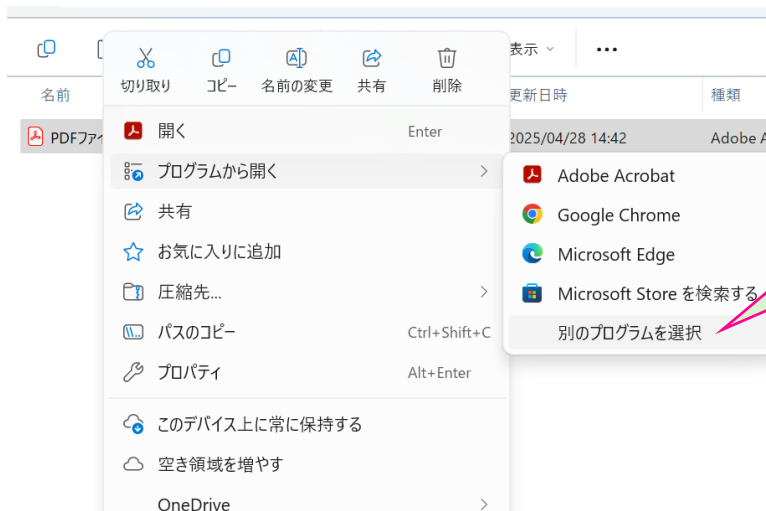 表示
切り取り コピー 名前の変更 共有 削除
名前 更新日時 種類
PDFファイ 2025/04/28 14:42 Adobe A
開く Enter
プログラムから開く
共有
お気に入りに追加
圧縮先...
パスのコピー Ctrl+Shift+C
プロパティ Alt+Enter
このデバイス上に常に保持する
空き領域を増やす
OneDrive
Adobe Acrobat
Google Chrome
Microsoft Edge
Microsoft Store を検索する
別のプログラムを選択